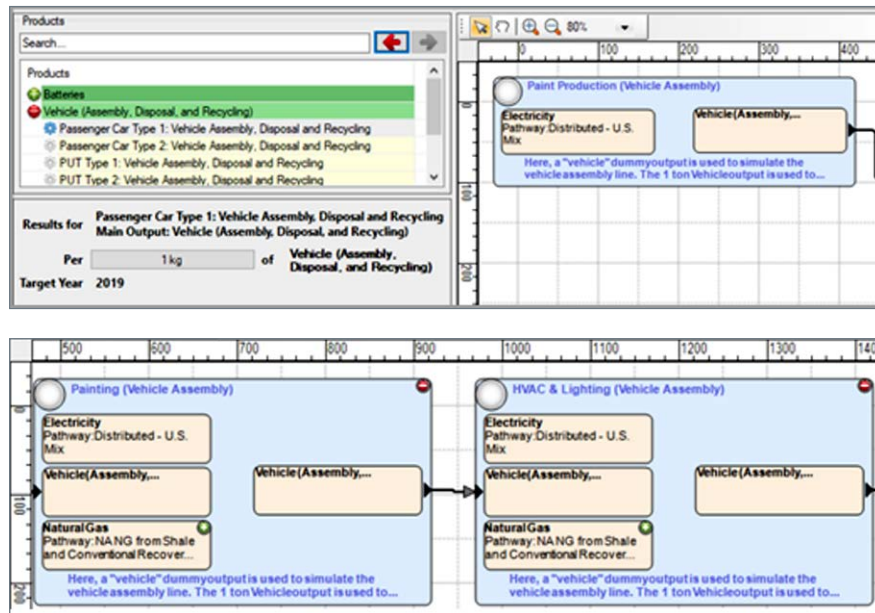 Products
Search...
Products
Batteries
Vehicle (Assembly, Disposal, and Recycling)
Passenger Car Type 1: Vehicle Assembly, Disposal and Recycling
Passenger Car Type 2: Vehicle Assembly, Disposal and Recycling
PUT Type 1: Vehicle Assembly, Disposal and Recycling
PUT Type 2: Vehicle Assembly, Disposal and Recycling
Results for
Passenger Car Type 1: Vehicle Assembly, Disposal and Recycling
Main Output: Vehicle (Assembly, Disposal, and Recycling)
Per 1 kg of Vehicle (Assembly,
Disposal, and Recycling)
Target Year 2019
80%
0 100 200 300 400
0
100
200
Paint Production (Vehicle Assembly)
Electricity
Pathway:Distributed - U.S.
Mix
Vehicle(Assembly,...
Here, a "vehicle" dummyoutput is used to simulate the
vehicleassembly line. The 1 ton Vehicleoutput is used to...
500 600 700 800 900 1000 1100 1200 1300 140
0
100
200
Painting (Vehicle Assembly)
Electricity
Pathway:Distributed - U.S.
Mix
Vehicle(Assembly,...
Vehicle(Assembly,...
NaturalGas
Pathway: NA NG from Shale
and Conventional Recover...
Here, a "vehicle" dummyoutput is used to simulate the
vehicleassembly line. The 1 ton Vehicleoutput is used to...
HVAC & Lighting (Vehicle Assembly)
Electricity
Pathway:Distributed - U.S.
Mix
Vehicle(Assembly,...
Vehicle(Assembly,...
NaturalGas
Pathway: NA NG from Shale
and Conventional Recover...
Here, a "vehicle" dummyoutput is used to simulate the
vehicleassembly line. The 1 ton Vehicleoutput is used to...